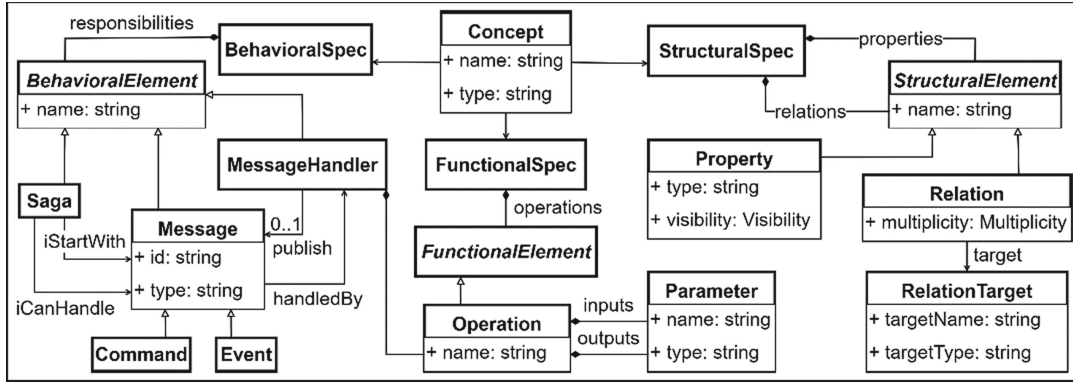 responsibilities
BehavioralSpec
BehavioralElement
+ name: string
Concept
+ name: string
+ type: string
StructuralSpec
properties
relations
StructuralElement
+ name: string
MessageHandler
FunctionalSpec
operations
Property
+ type: string
+ visibility: Visibility
Relation
+ multiplicity: Multiplicity
target
Saga
iStartWith
iCanHandle
Message
+ id: string
+ type: string
0..1
publish
handledBy
FunctionalElement
Operation
+ name: string
inputs
outputs
Parameter
+ name: string
+ type: string
RelationTarget
+ targetName: string
+ targetType: string
Command
Event